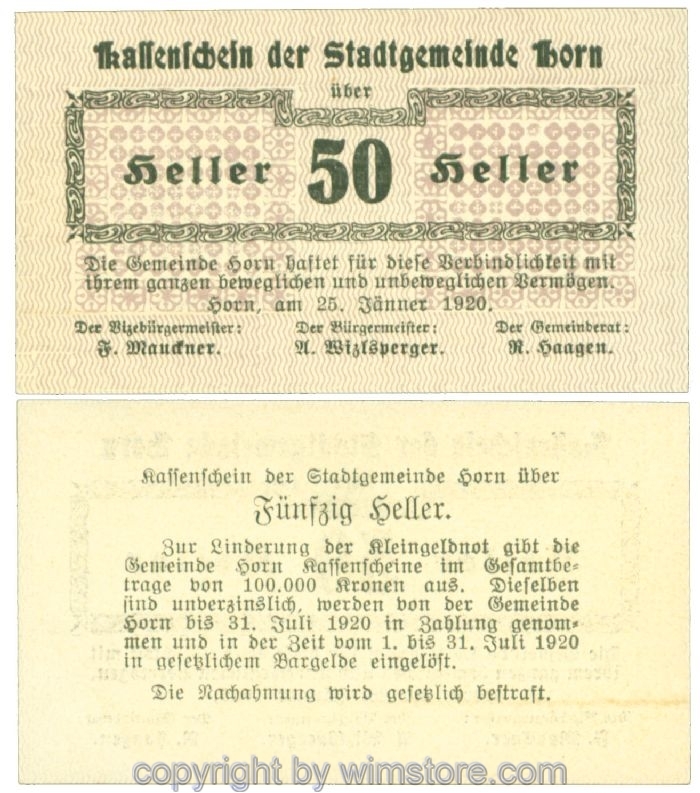 Kassenschein der Stadtgemeinde Horn
über
Heller 50 Heller
Die Gemeinde Horn haftet für diese Verbindlichkeit mit
ihrem ganzen beweglichen und unbeweglichen Vermögen.
Horn, am 25. Jänner 1920.
Der Vizebürgermeister: Der Bürgermeister: Der Gemeinderat:
F. Mauckner. A. Wizlsperger. R. Haagen.
Kassenschein der Stadtgemeinde Horn über
Fünfzig Heller.
Zur Linderung der Kleingeldnot gibt die
Gemeinde Horn Kassenscheine im Gesamtbe-
trage von 100.000 Kronen aus. Dieselben
sind unverzinslich, werden von der Gemeinde
Horn bis 31. Juli 1920 in Zahlung genom-
men und in der Zeit vom 1. bis 31. Juli 1920
in gesetzlichem Bargelde eingelöst.
Die Nachahmung wird gesetzlich bestraft.
copyright by wimstore.com